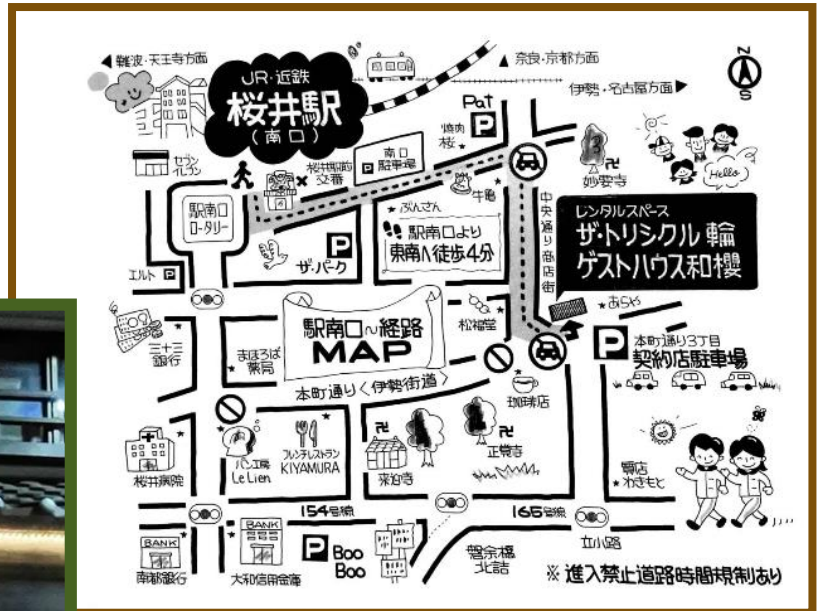 難波・天王寺方面
奈良・京都方面
伊勢・名古屋方面
N
S
JR・近鉄
桜井駅
(南口)
Pat
P
焼肉
桜
セブン
イレブン
桜井駅前
交番
P 南口
駐車場
妙要寺
Hello
駅南口
ロータリー
牛亀
ぶんざん
駅南口より
東南へ徒歩4分
中央通り商店街
レンタルスペース
ザ・トリシクル 輪
ゲストハウス和櫻
P
ザ・パーク
エルト P
あらや
駅南口〜経路
MAP
松福堂
三十三
銀行
まほろば
薬局
P
本町通り3丁目
契約店駐車場
本町通り〈伊勢街道〉
珈琲店
桜井病院
パン工房
Le Lien
フレンチレストラン
KIYAMURA
来迎寺
正覚寺
質店
わきもと
154号線
165号線
BANK
南都銀行
BANK
大和信用金庫
P Boo
Boo
磐余橋
北詰
立小路
※進入禁止道路時間規制あり